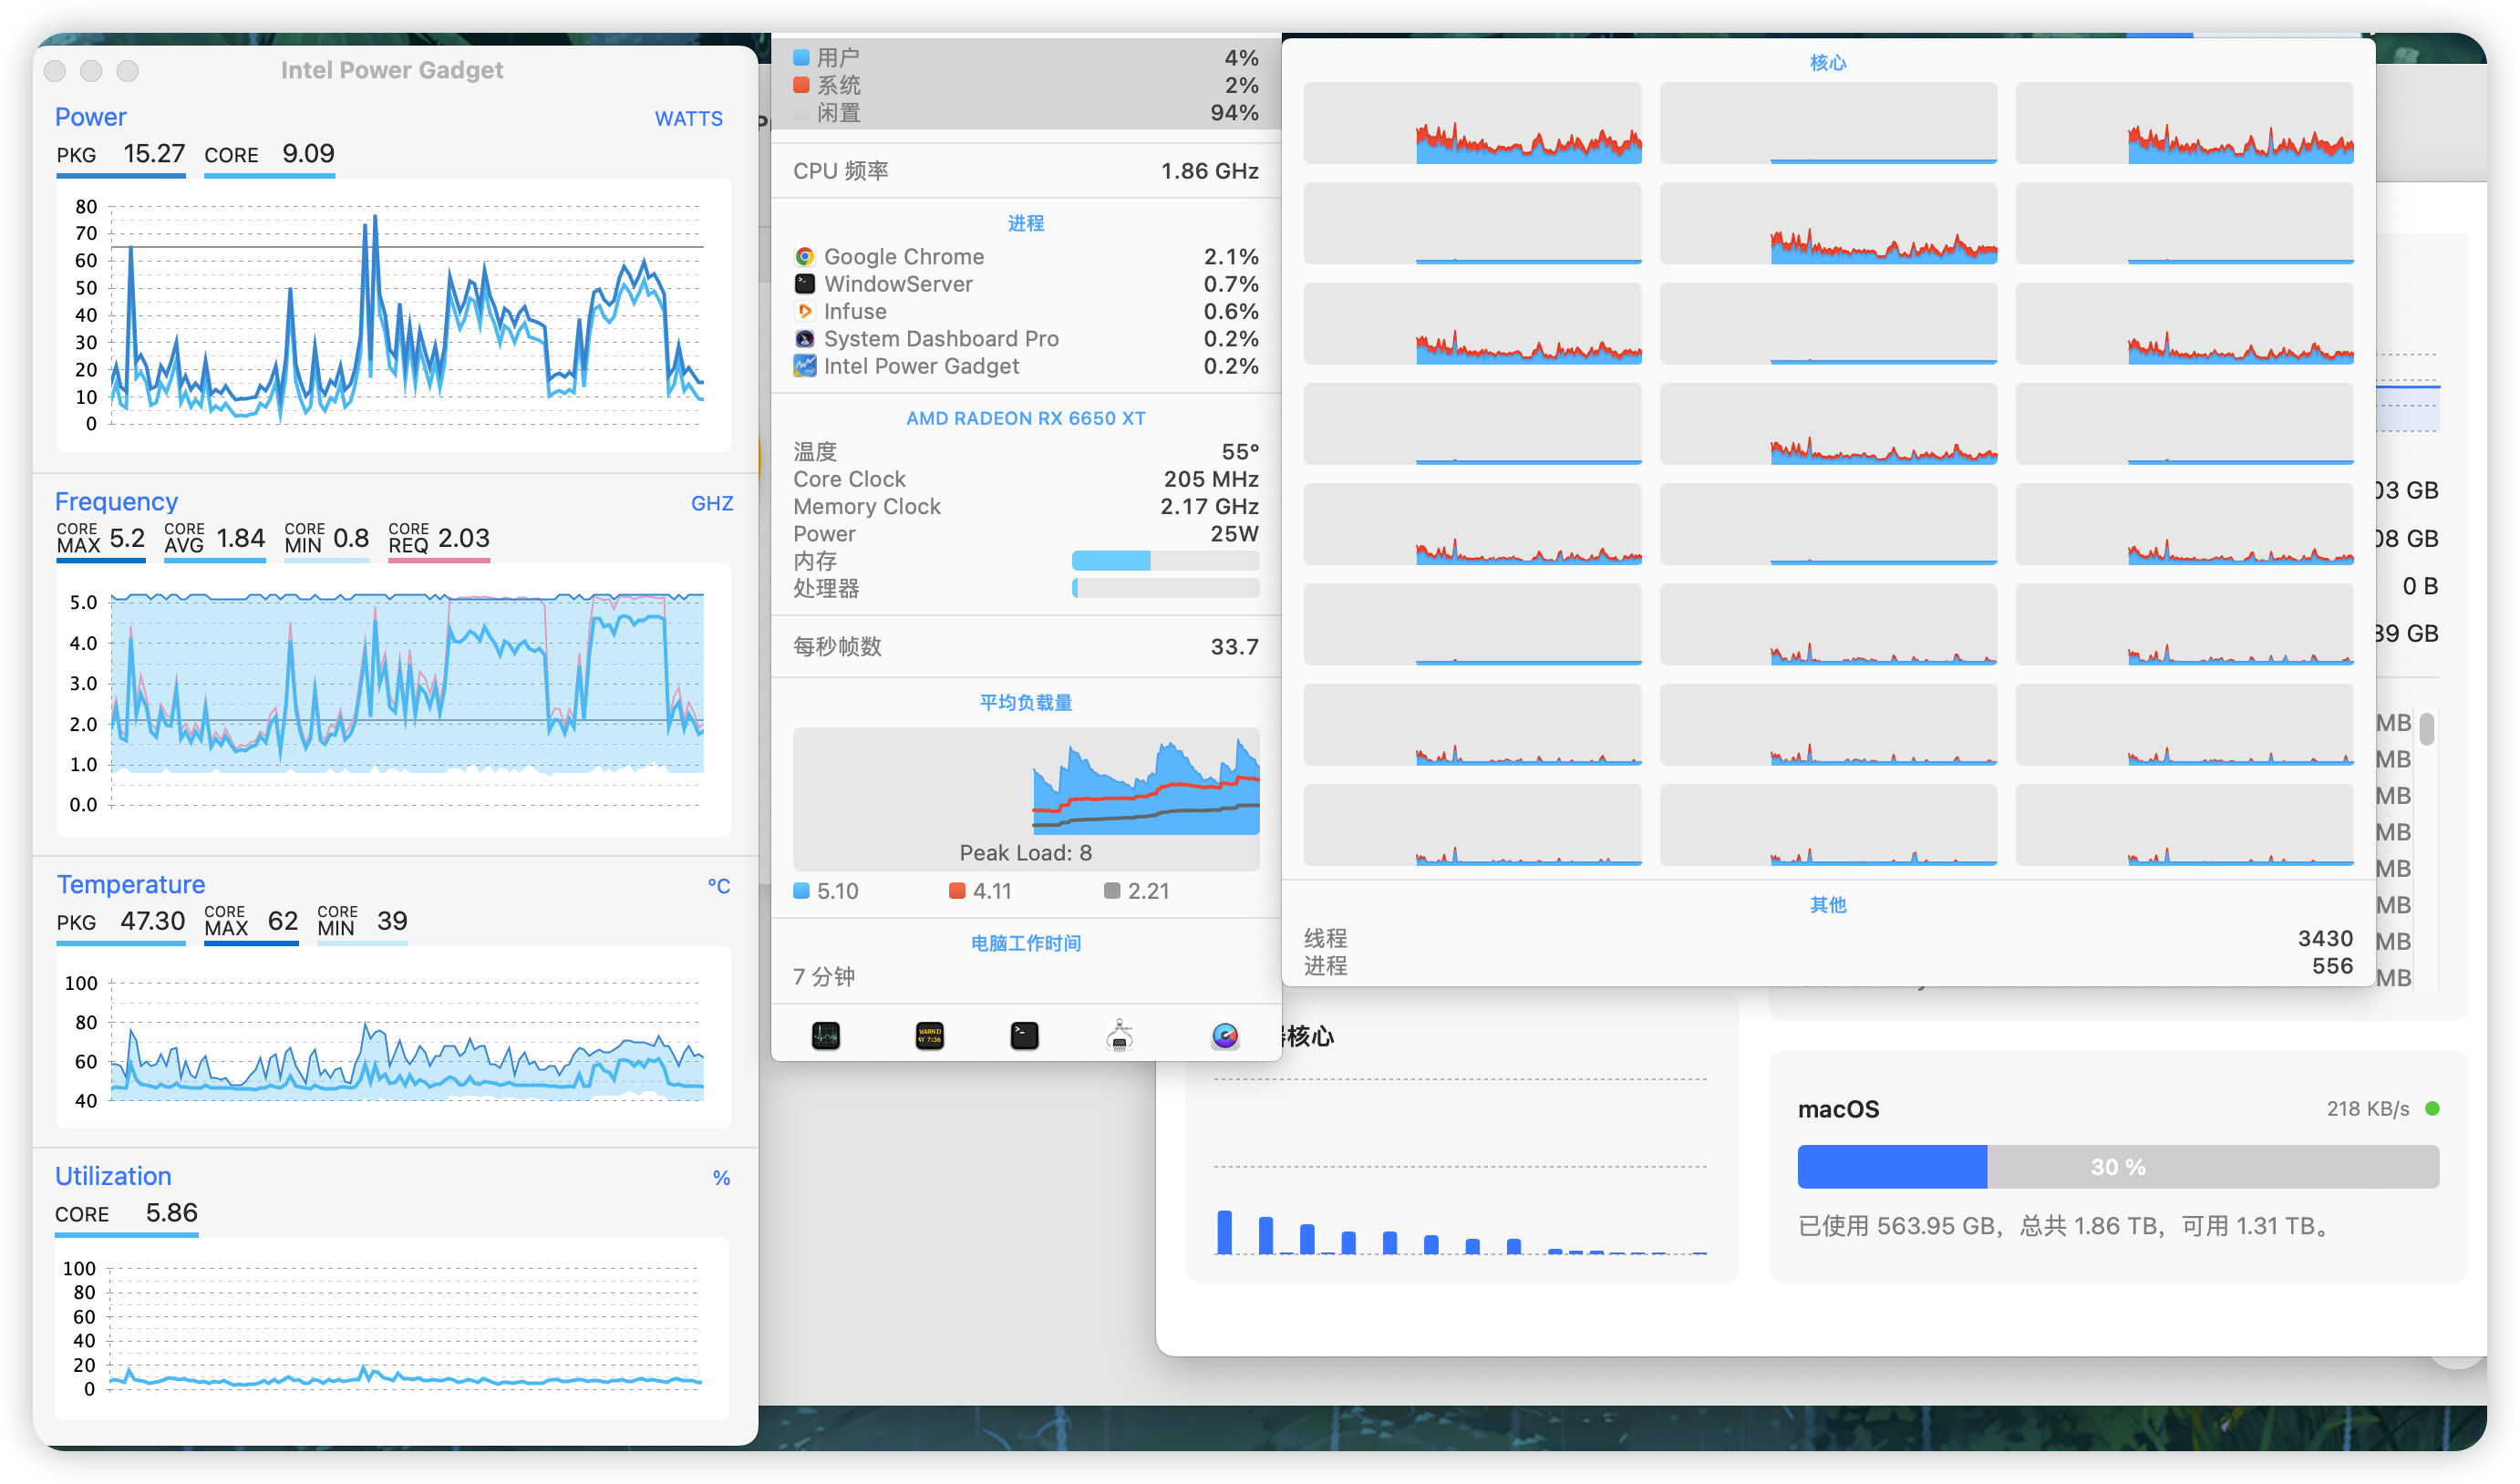 Intel Power Gadget
Power WATTS
PKG 15.27 CORE 9.09
80
70
60
50
40
30
20
10
0
Frequency GHZ
CORE MAX 5.2 CORE AVG 1.84 CORE MIN 0.8 CORE REQ 2.03
5.0
4.0
3.0
2.0
1.0
0.0
Temperature °C
PKG 47.30 CORE MAX 62 CORE MIN 39
100
80
60
40
Utilization %
CORE 5.86
100
80
60
40
20
0
用户 4%
系统 2%
闲置 94%
CPU 频率 1.86 GHz
进程
Google Chrome 2.1%
WindowServer 0.7%
Infuse 0.6%
System Dashboard Pro 0.2%
Intel Power Gadget 0.2%
AMD RADEON RX 6650 XT
温度 55°
Core Clock 205 MHz
Memory Clock 2.17 GHz
Power 25W
内存
处理器
每秒帧数 33.7
平均负载量
Peak Load: 8
5.10 4.11 2.21
电脑工作时间
7 分钟
核心
其他
线程 3430
进程 556
03 GB
08 GB
0 B
39 GB
MB
MB
MB
MB
MB
MB
MB
MB
核心
macOS 218 KB/s
30 %
已使用 563.95 GB，总共 1.86 TB，可用 1.31 TB。